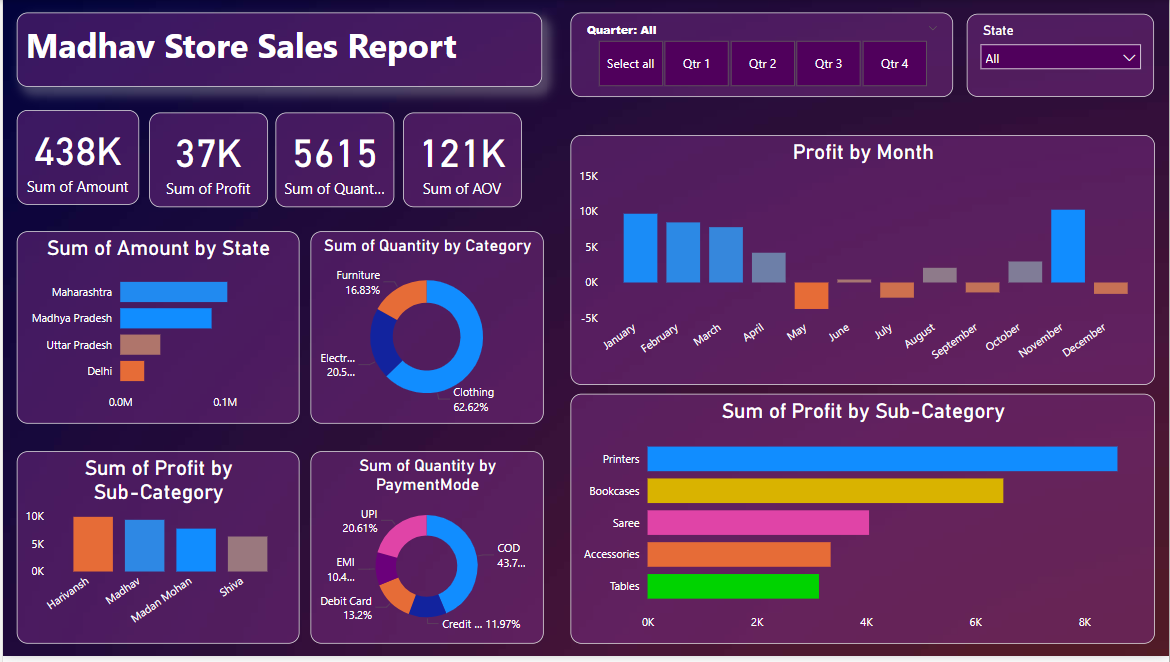 Madhav Store Sales Report
Quarter: All
Select all
Qtr 1
Qtr 2
Qtr 3
Qtr 4
State
All
438K
Sum of Amount
37K
Sum of Profit
5615
Sum of Quant...
121K
Sum of AOV
Profit by Month
15K
10K
5K
0K
-5K
January
February
March
April
May
June
July
August
September
October
November
December
Sum of Amount by State
Maharashtra
Madhya Pradesh
Uttar Pradesh
Delhi
0.0M
0.1M
Sum of Quantity by Category
Furniture
16.83%
Electr...
20.5...
Clothing
62.62%
Sum of Profit by Sub-Category
Printers
Bookcases
Saree
Accessories
Tables
0K
2K
4K
6K
8K
Sum of Profit by
Sub-Category
10K
5K
0K
Harivansh
Madhav
Madan Mohan
Shiva
Sum of Quantity by
PaymentMode
UPI
20.61%
EMI
10.4...
Debit Card
13.2%
COD
43.7...
Credit ... 11.97%